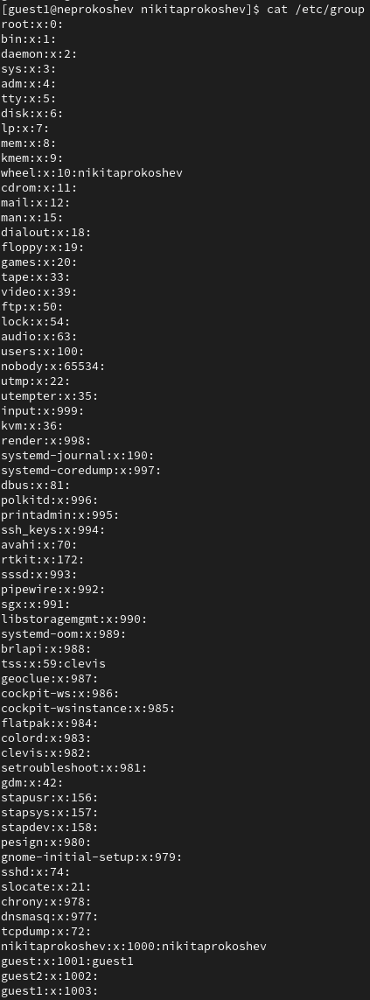 [guest1@neprokoshev nikitaprokoshev]$ cat /etc/group
root:x:0:
bin:x:1:
daemon:x:2:
sys:x:3:
adm:x:4:
tty:x:5:
disk:x:6:
lp:x:7:
mem:x:8:
kmem:x:9:
wheel:x:10:nikitaprokoshev
cdrom:x:11:
mail:x:12:
man:x:15:
dialout:x:18:
floppy:x:19:
games:x:20:
tape:x:33:
video:x:39:
ftp:x:50:
lock:x:54:
audio:x:63:
users:x:100:
nobody:x:65534:
utmp:x:22:
utempter:x:35:
input:x:999:
kvm:x:36:
render:x:998:
systemd-journal:x:190:
systemd-coredump:x:997:
dbus:x:81:
polkitd:x:996:
printadmin:x:995:
ssh_keys:x:994:
avahi:x:70:
rtkit:x:172:
sssd:x:993:
pipewire:x:992:
sgx:x:991:
libstoragemgmt:x:990:
systemd-oom:x:989:
brlapi:x:988:
tss:x:59:clevis
geoclue:x:987:
cockpit-ws:x:986:
cockpit-wsinstance:x:985:
flatpak:x:984:
colord:x:983:
clevis:x:982:
setroubleshoot:x:981:
gdm:x:42:
stapusr:x:156:
stapsys:x:157:
stapdev:x:158:
pesign:x:980:
gnome-initial-setup:x:979:
sshd:x:74:
slocate:x:21:
chrony:x:978:
dnsmasq:x:977:
tcpdump:x:72:
nikitaprokoshev:x:1000:nikitaprokoshev
guest:x:1001:guest1
guest2:x:1002:
guest1:x:1003: